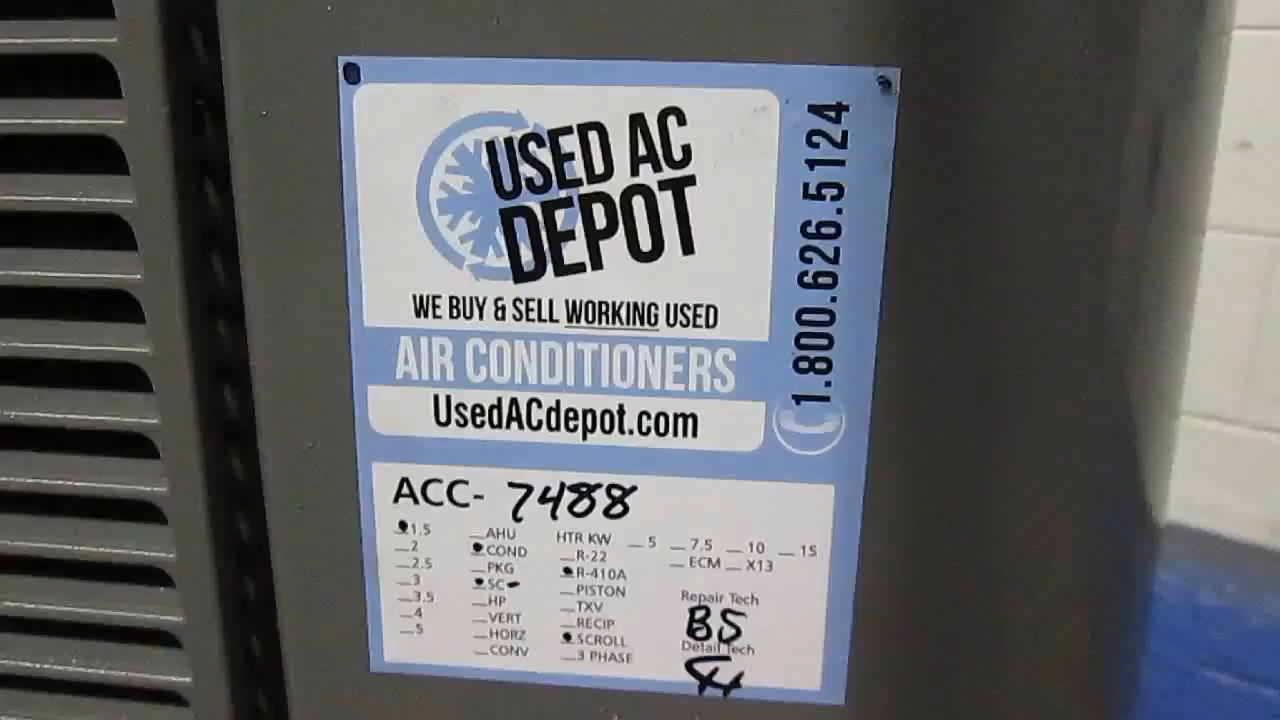 USED AC
DEPOT
WE BUY & SELL WORKING USED
AIR CONDITIONERS
UsedACdepot.com
1.800.626.5124
ACC- 7488
1.5
2
2.5
3
3.5
4
5
AHU
COND
PKG
SC
HP
VERT
HORZ
CONV
HTR KW 5 7.5 10 15
R-22 ECM X13
R-410A
PISTON
TXV
RECIP
SCROLL
3 PHASE
Repair Tech
BS
Detail Tech